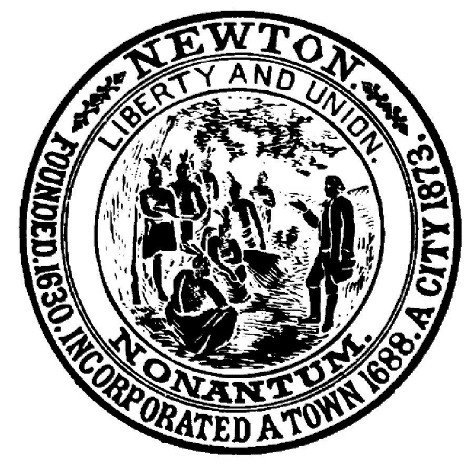 NEWTON
FOUNDED. 1630. INCORPORATED A TOWN 1688. A CITY 1873.
LIBERTY AND UNION.
NONANTUM.